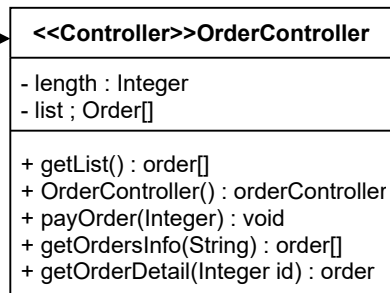 <<Controller>>OrderController
- length : Integer
- list ; Order[]
+ getList() : order[]
+ OrderController() : orderController
+ payOrder(Integer) : void
+ getOrdersInfo(String) : order[]
+ getOrderDetail(Integer id) : order